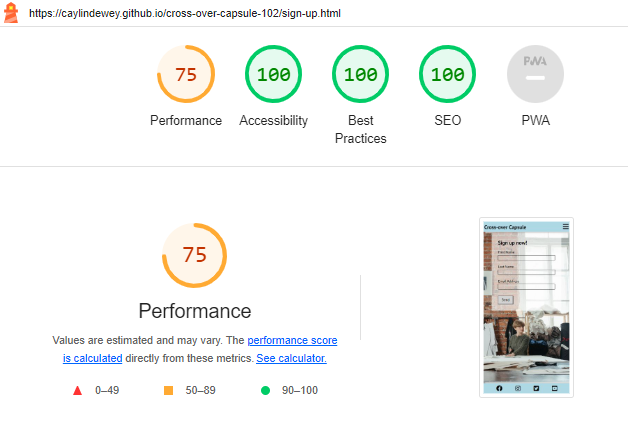 https://caylindewey.github.io/cross-over-capsule-102/sign-up.html
75
100
100
100
PWA
Performance
Accessibility
Best
Practices
SEO
PWA
75
Performance
Values are estimated and may vary. The performance score
is calculated directly from these metrics. See calculator.
0–49
50–89
90–100
Cross-over Capsule
Sign up now!
First Name
Last Name
Email Address